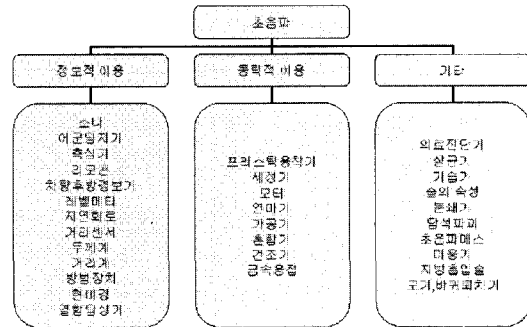 초음파
정보적 이용
동력적 이용
기타
소나
어군탐지기
측심기
리모콘
차량후방경보기
레벨메타
지연회로
거리센서
두께계
거리계
방범장치
현미경
결함탐상기
프라스틱용착기
세정기
모터
연마기
가공기
혼합기
건조기
금속용접
의료진단기
살균기
가습기
술의 숙성
분쇄기
담석파괴
초음파메스
미용기
지방흡입술
모기,바퀴퇴치기